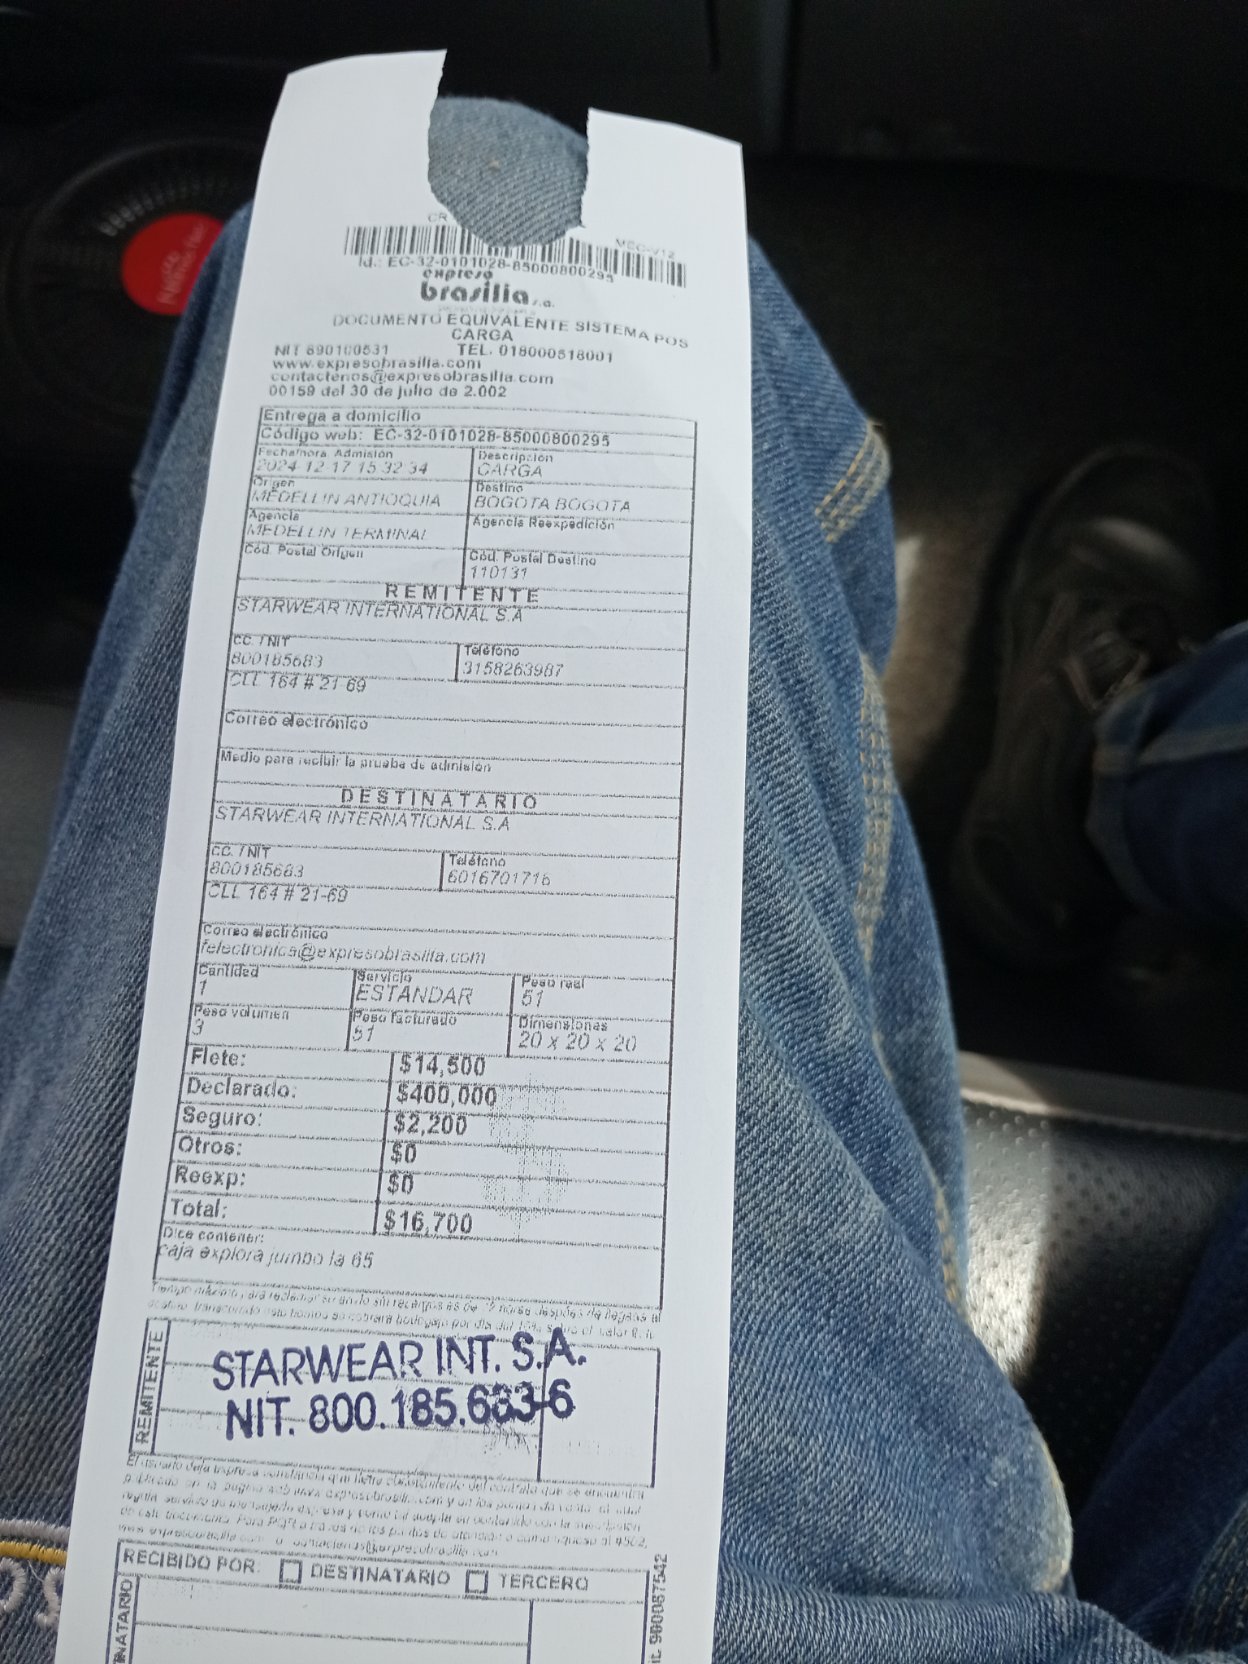 CR
MEC-V12
Id.: EC-32-0101028-85000800295
expreso
brasilia s.a.
DOCUMENTO EQUIVALENTE SISTEMA POS
CARGA
NIT 890100531 TEL. 018000518001
www.expresobrasilia.com
contactenos@expresobrasilia.com
00159 del 30 de julio de 2.002
Entrega a domicilio
Código web: EC-32-0101028-85000800295
Fecha/hora Admisión Descripción
2024-12-17 15:32:34 CARGA
Origen Destino
MEDELLIN ANTIOQUIA BOGOTA BOGOTA
Agencia Agencia Reexpedición
MEDELLIN TERMINAL
Cód. Postal Origen Cód. Postal Destino
110131
REMITENTE
STARWEAR INTERNATIONAL S.A
CC. / NIT Teléfono
800185683 3158263987
CLL 164 # 21-69
Correo electrónico
Medio para recibir la prueba de admisión
DESTINATARIO
STARWEAR INTERNATIONAL S.A
CC. / NIT Teléfono
800185683 6016701716
CLL 164 # 21-69
Correo electrónico
felectronica@expresobrasilia.com
Cantidad Servicio Peso real
1 ESTANDAR 51
Peso volumen Peso facturado Dimensiones
3 51 20 x 20 x 20
Flete: $14,500
Declarado: $400,000
Seguro: $2,200
Otros: $0
Reexp: $0
Total: $16,700
Dice contener:
caja explora jumbo la 65
REMITENTE
STARWEAR INT. S.A.
NIT. 800.185.683-6
RECIBIDO POR: DESTINATARIO TERCERO